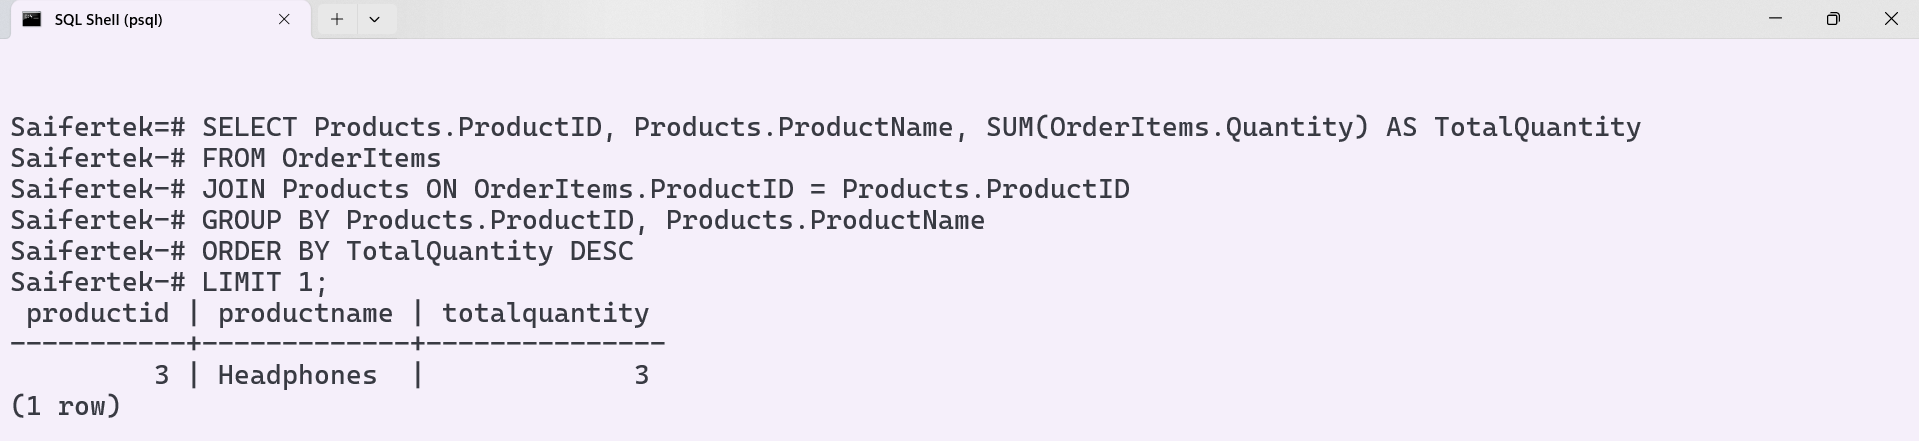 SQL Shell (psql)
Saifertek=# SELECT Products.ProductID, Products.ProductName, SUM(OrderItems.Quantity) AS TotalQuantity
Saifertek-# FROM OrderItems
Saifertek-# JOIN Products ON OrderItems.ProductID = Products.ProductID
Saifertek-# GROUP BY Products.ProductID, Products.ProductName
Saifertek-# ORDER BY TotalQuantity DESC
Saifertek-# LIMIT 1;
 productid | productname | totalquantity
-----------+-------------+---------------
         3 | Headphones  |             3
(1 row)